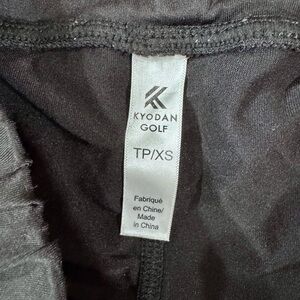 KYODAN
GOLF
TP/XS
Fabriqué
en Chine/
Made
in China